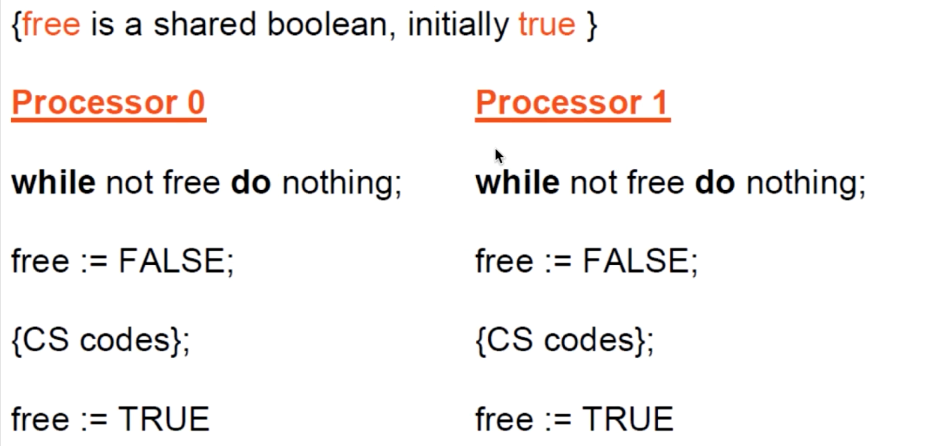 {free is a shared boolean, initially true }
Processor 0
Processor 1
while not free do nothing;
while not free do nothing;
free := FALSE;
free := FALSE;
{CS codes};
{CS codes};
free := TRUE
free := TRUE